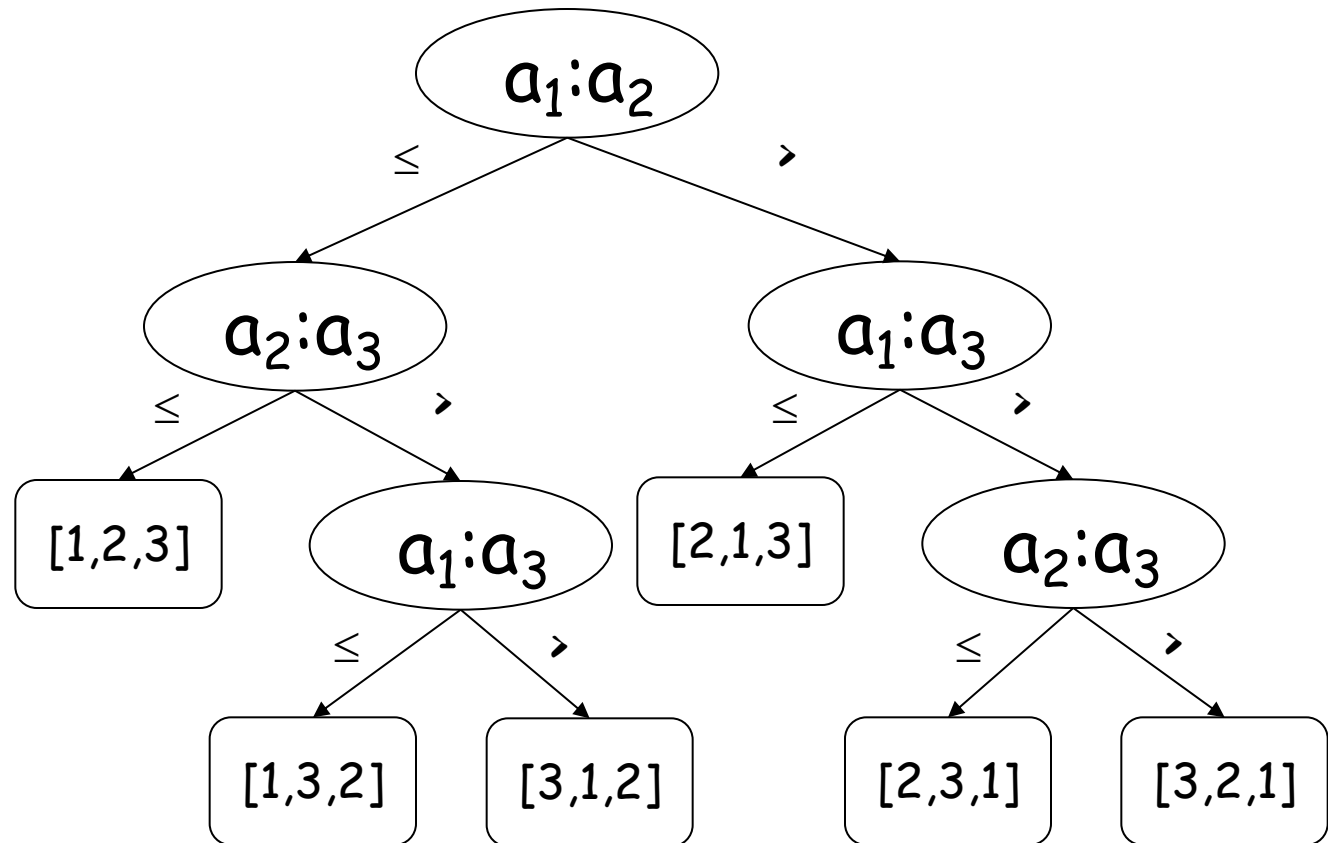 a₁:a₂
≤ >
a₂:a₃ a₁:a₃
≤ > ≤ >
[1,2,3] a₁:a₃ [2,1,3] a₂:a₃
≤ > ≤ >
[1,3,2] [3,1,2] [2,3,1] [3,2,1]